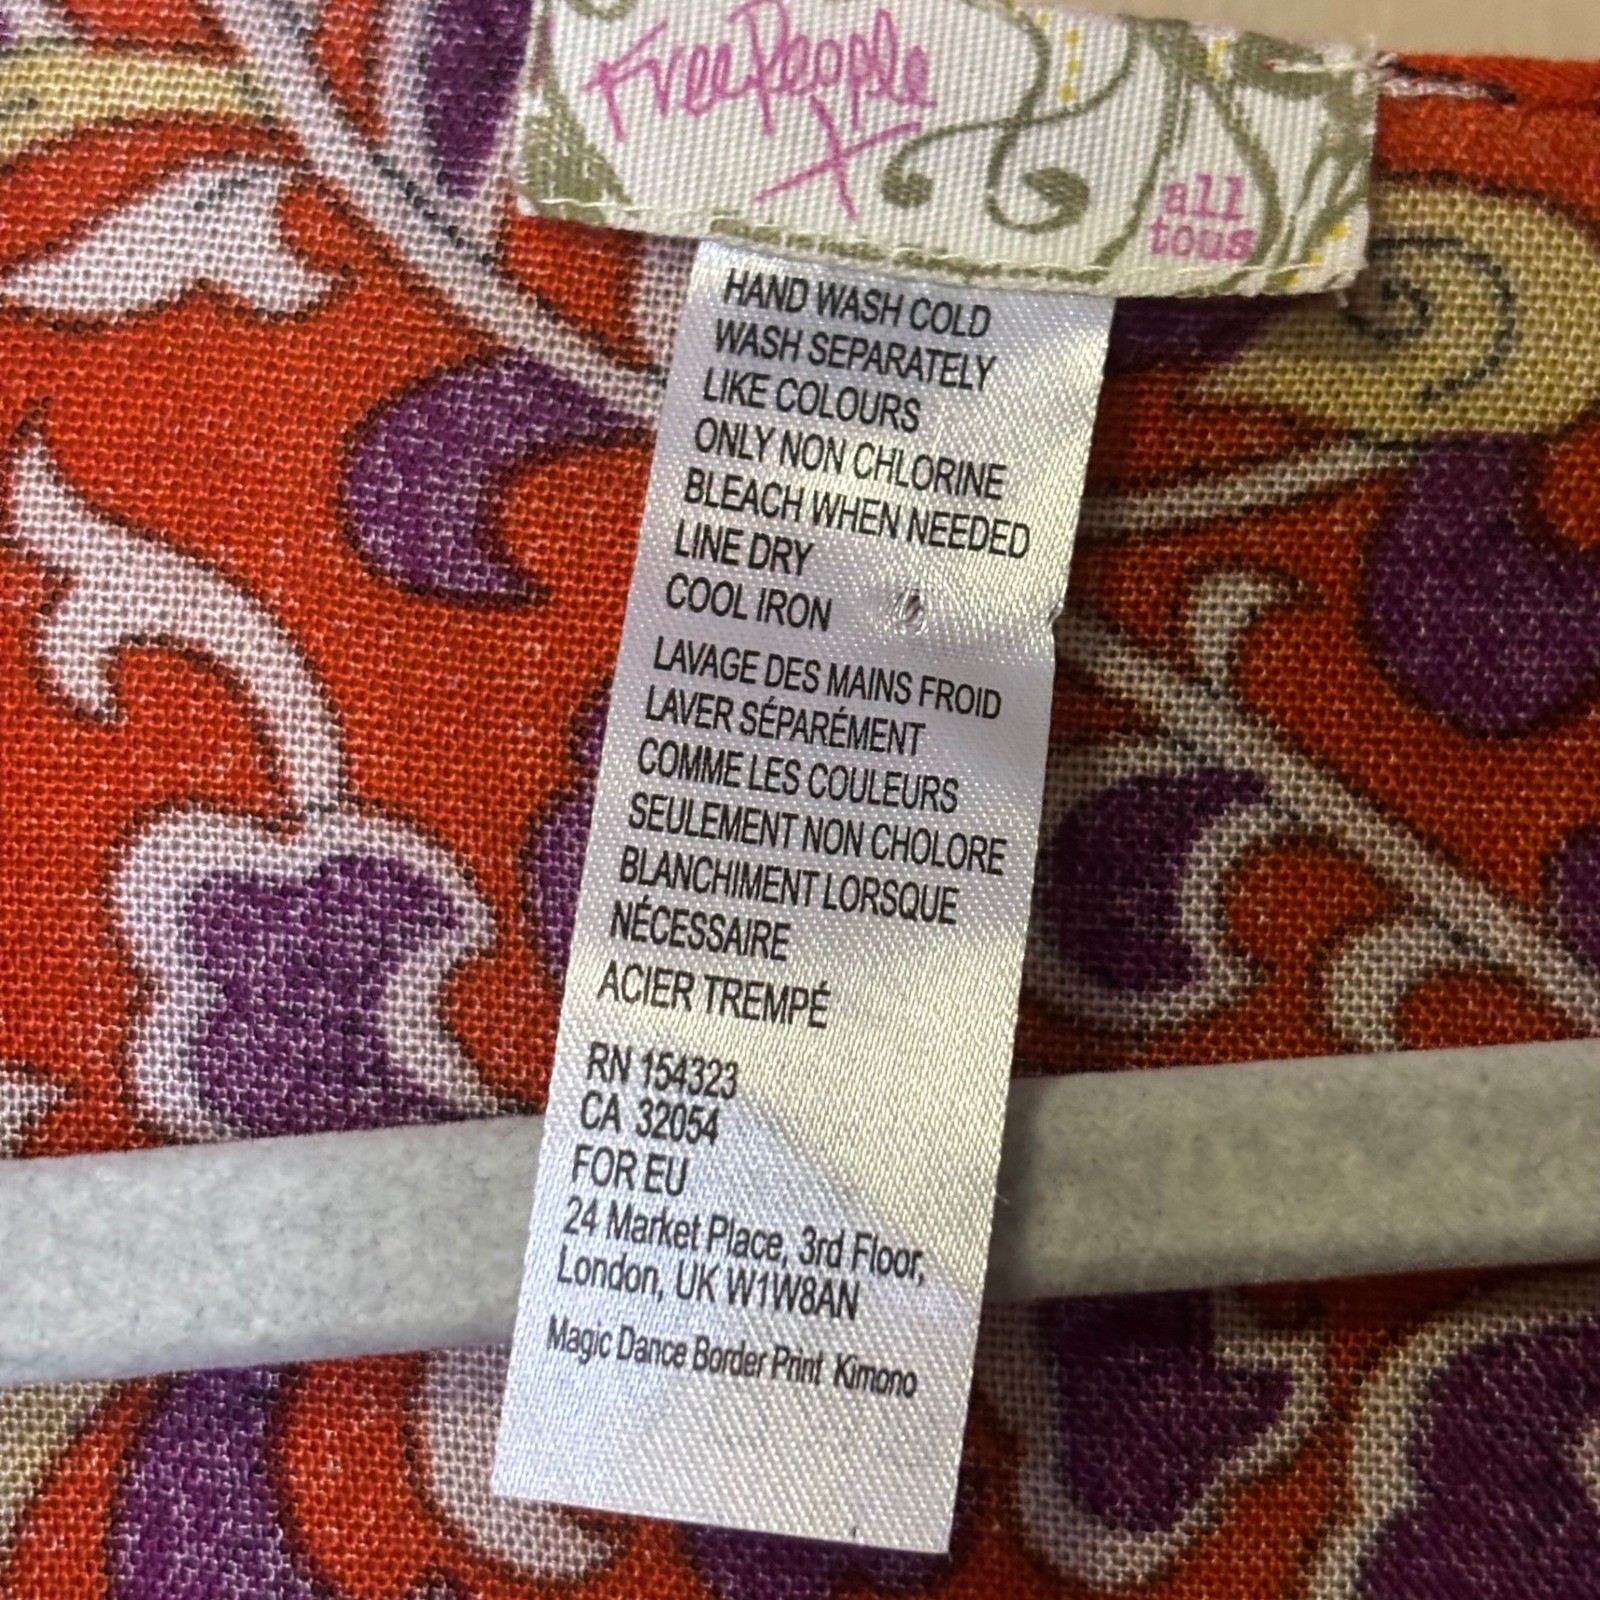 Free People
X
all
tous
HAND WASH COLD
WASH SEPARATELY
LIKE COLOURS
ONLY NON CHLORINE
BLEACH WHEN NEEDED
LINE DRY
COOL IRON
LAVAGE DES MAINS FROID
LAVER SÉPARÉMENT
COMME LES COULEURS
SEULEMENT NON CHOLORE
BLANCHIMENT LORSQUE
NÉCESSAIRE
ACIER TREMPÉ
RN 154323
CA 32054
FOR EU
24 Market Place, 3rd Floor,
London, UK W1W8AN
Magic Dance Border Print Kimono